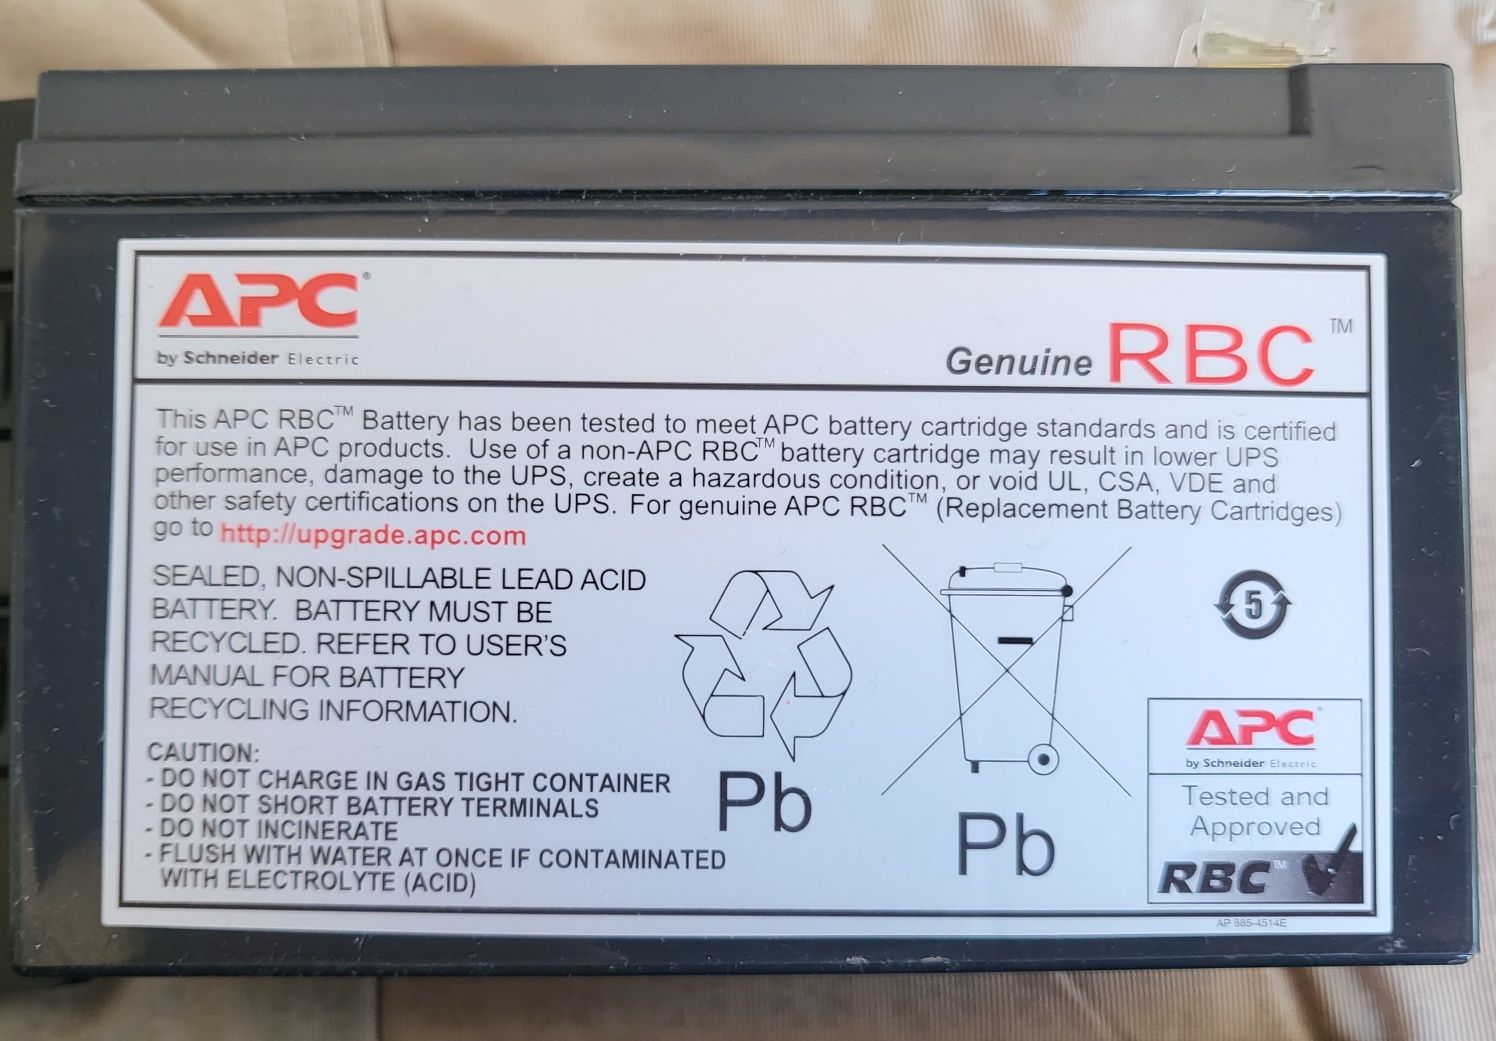 APC®
by Schneider Electric
Genuine RBC™
This APC RBC™ Battery has been tested to meet APC battery cartridge standards and is certified
for use in APC products.  Use of a non-APC RBC™ battery cartridge may result in lower UPS
performance, damage to the UPS, create a hazardous condition, or void UL, CSA, VDE and
other safety certifications on the UPS. For genuine APC RBC™ (Replacement Battery Cartridges)
go to http://upgrade.apc.com
SEALED, NON-SPILLABLE LEAD ACID
BATTERY.  BATTERY MUST BE
RECYCLED. REFER TO USER'S
MANUAL FOR BATTERY
RECYCLING INFORMATION.
CAUTION:
- DO NOT CHARGE IN GAS TIGHT CONTAINER
- DO NOT SHORT BATTERY TERMINALS
- DO NOT INCINERATE
- FLUSH WITH WATER AT ONCE IF CONTAMINATED
WITH ELECTROLYTE (ACID)
Pb
Pb
5
APC®
by Schneider Electric
Tested and
Approved
RBC™
AP 885-4514E